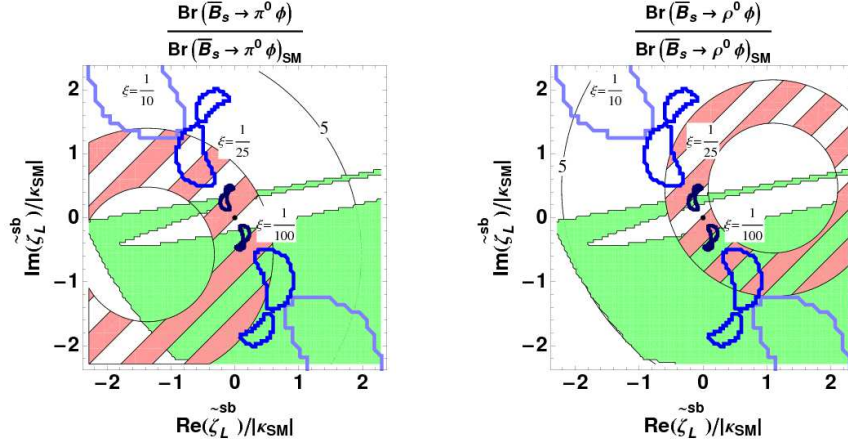 Br (B̅s → π⁰ ϕ)
Br (B̅s → π⁰ ϕ)SM
2
1
0
−1
−2
Im(ζ̃L^sb)/|κSM|
ξ=1/10
ξ=1/25
ξ=1/100
5
−2 −1 0 1 2
Re(ζ̃L^sb)/|κSM|
Br (B̅s → ρ⁰ ϕ)
Br (B̅s → ρ⁰ ϕ)SM
2
1
0
−1
−2
Im(ζ̃L^sb)/|κSM|
ξ=1/10
5
ξ=1/25
ξ=1/100
−2 −1 0 1 2
Re(ζ̃L^sb)/|κSM|